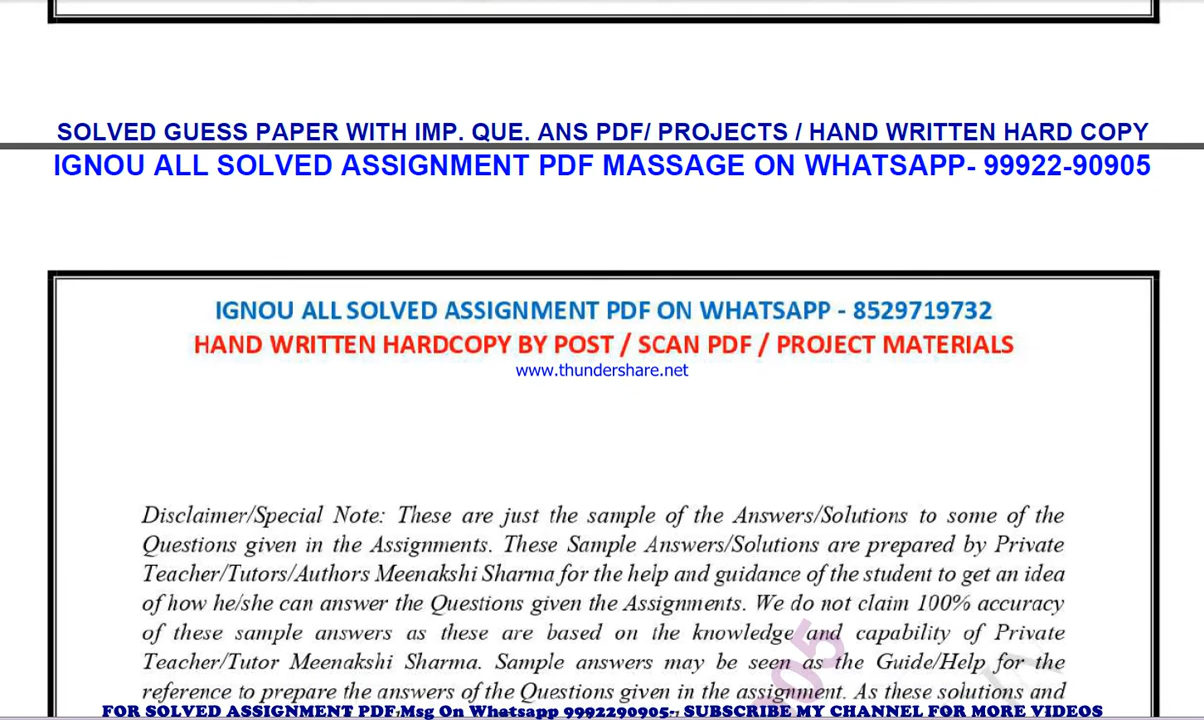 SOLVED GUESS PAPER WITH IMP. QUE. ANS PDF/ PROJECTS / HAND WRITTEN HARD COPY
IGNOU ALL SOLVED ASSIGNMENT PDF MASSAGE ON WHATSAPP- 99922-90905
IGNOU ALL SOLVED ASSIGNMENT PDF ON WHATSAPP - 8529719732
HAND WRITTEN HARDCOPY BY POST / SCAN PDF / PROJECT MATERIALS
www.thundershare.net
Disclaimer/Special Note: These are just the sample of the Answers/Solutions to some of the
Questions given in the Assignments. These Sample Answers/Solutions are prepared by Private
Teacher/Tutors/Authors Meenakshi Sharma for the help and guidance of the student to get an idea
of how he/she can answer the Questions given the Assignments. We do not claim 100% accuracy
of these sample answers as these are based on the knowledge and capability of Private
Teacher/Tutor Meenakshi Sharma. Sample answers may be seen as the Guide/Help for the
reference to prepare the answers of the Questions given in the assignment. As these solutions and
05
FOR SOLVED ASSIGNMENT PDF,Msg On Whatsapp 9992290905-, SUBSCRIBE MY CHANNEL FOR MORE VIDEOS